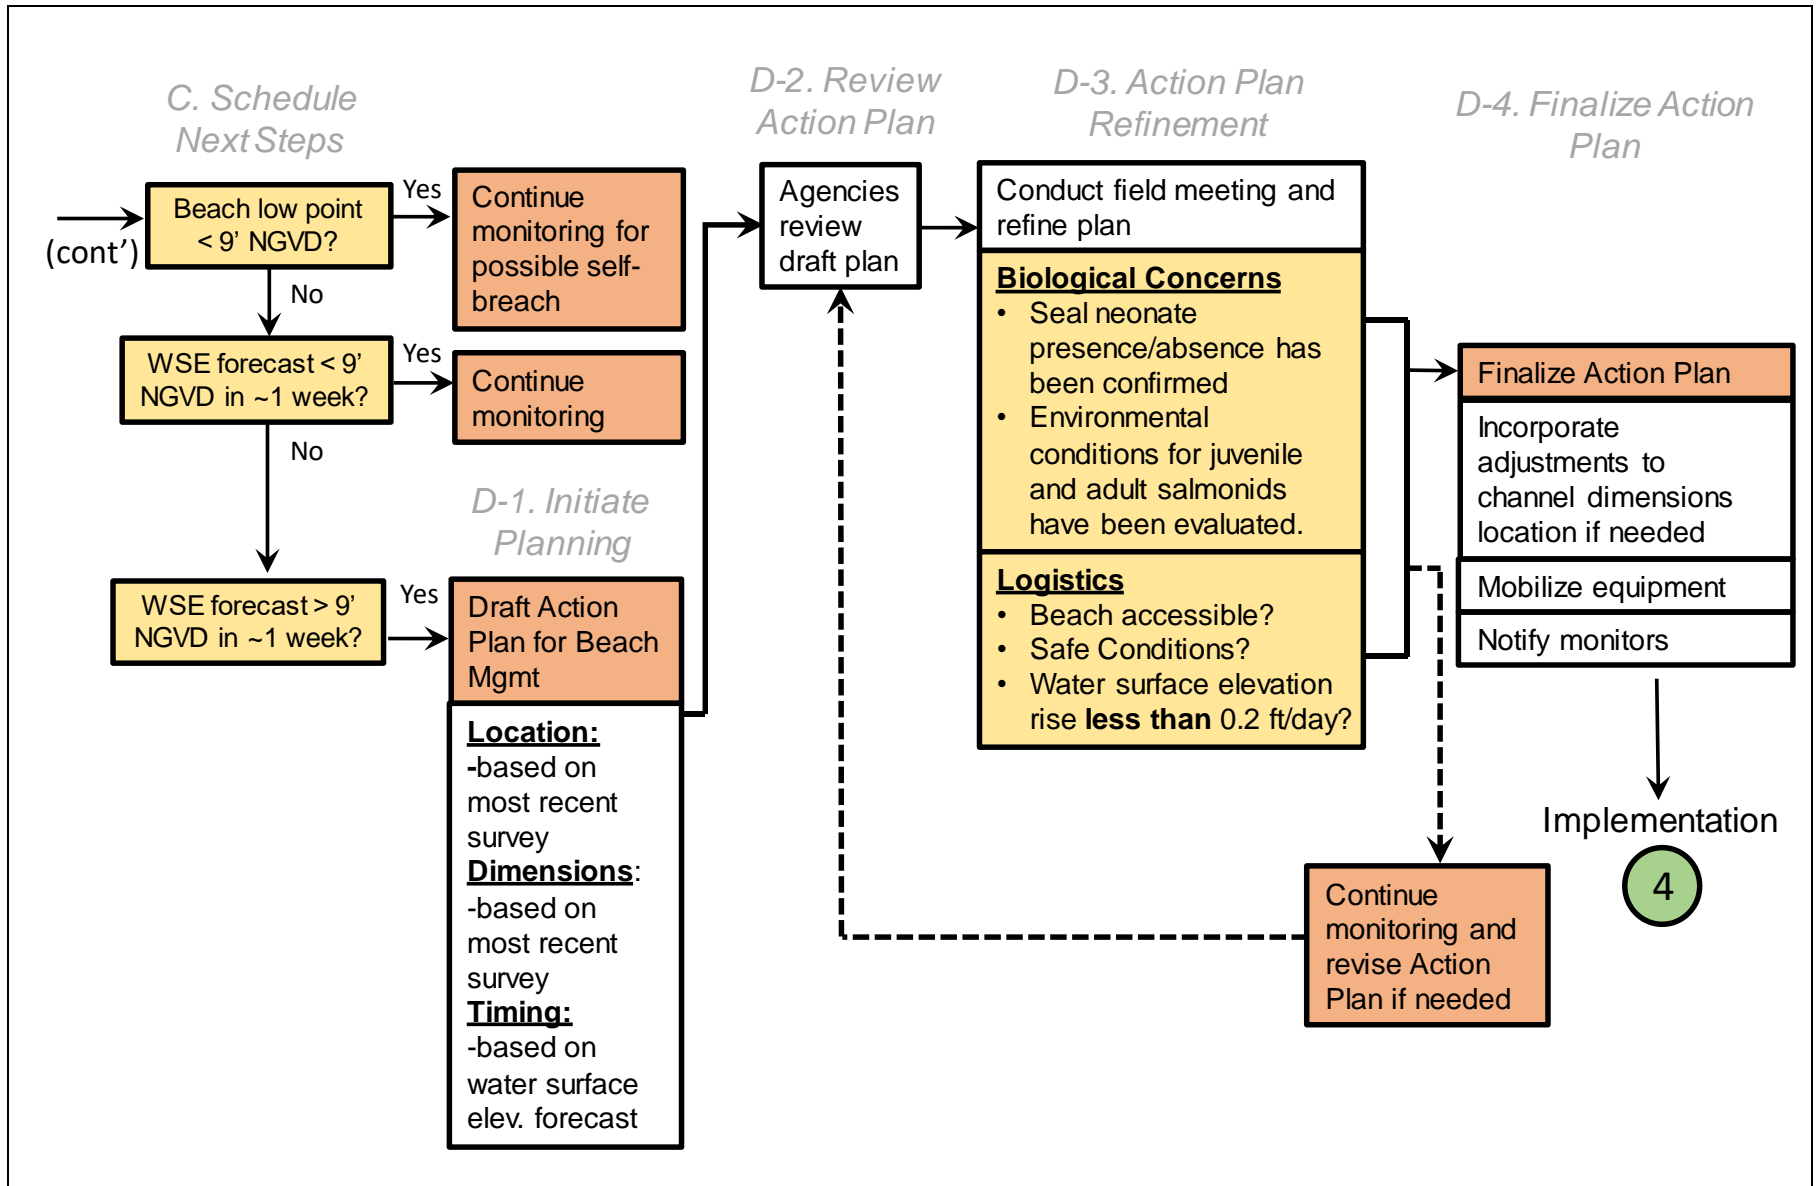 C. Schedule
Next Steps
(cont’)
Beach low point
< 9’ NGVD?
Yes
Continue
monitoring for
possible self-
breach
No
WSE forecast < 9’
NGVD in ~1 week?
Yes
Continue
monitoring
No
WSE forecast > 9’
NGVD in ~1 week?
Yes
D-1. Initiate
Planning
Draft Action
Plan for Beach
Mgmt
Location:
-based on
most recent
survey
Dimensions:
-based on
most recent
survey
Timing:
-based on
water surface
elev. forecast
D-2. Review
Action Plan
Agencies
review
draft plan
D-3. Action Plan
Refinement
Conduct field meeting and
refine plan
Biological Concerns
• Seal neonate
presence/absence has
been confirmed
• Environmental
conditions for juvenile
and adult salmonids
have been evaluated.
Logistics
• Beach accessible?
• Safe Conditions?
• Water surface elevation
rise less than 0.2 ft/day?
D-4. Finalize Action
Plan
Finalize Action Plan
Incorporate
adjustments to
channel dimensions
location if needed
Mobilize equipment
Notify monitors
Implementation
4
Continue
monitoring and
revise Action
Plan if needed